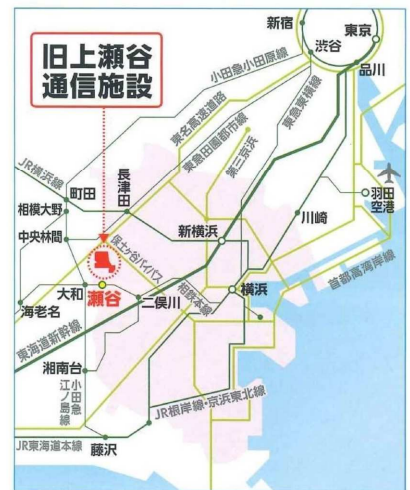 新宿
東京
渋谷
品川
旧上瀬谷
通信施設
小田急小田原線
東名高速道路
東急田園都市線
第三京浜
東急東横線
JR横浜線
町田
長津田
相模大野
中央林間
新横浜
川崎
羽田
空港
保土ヶ谷バイパス
首都高湾岸線
大和
瀬谷
相鉄本線
横浜
海老名
二俣川
東海道新幹線
湘南台
小田急
江ノ島線
JR根岸線・京浜東北線
JR東海道本線
藤沢